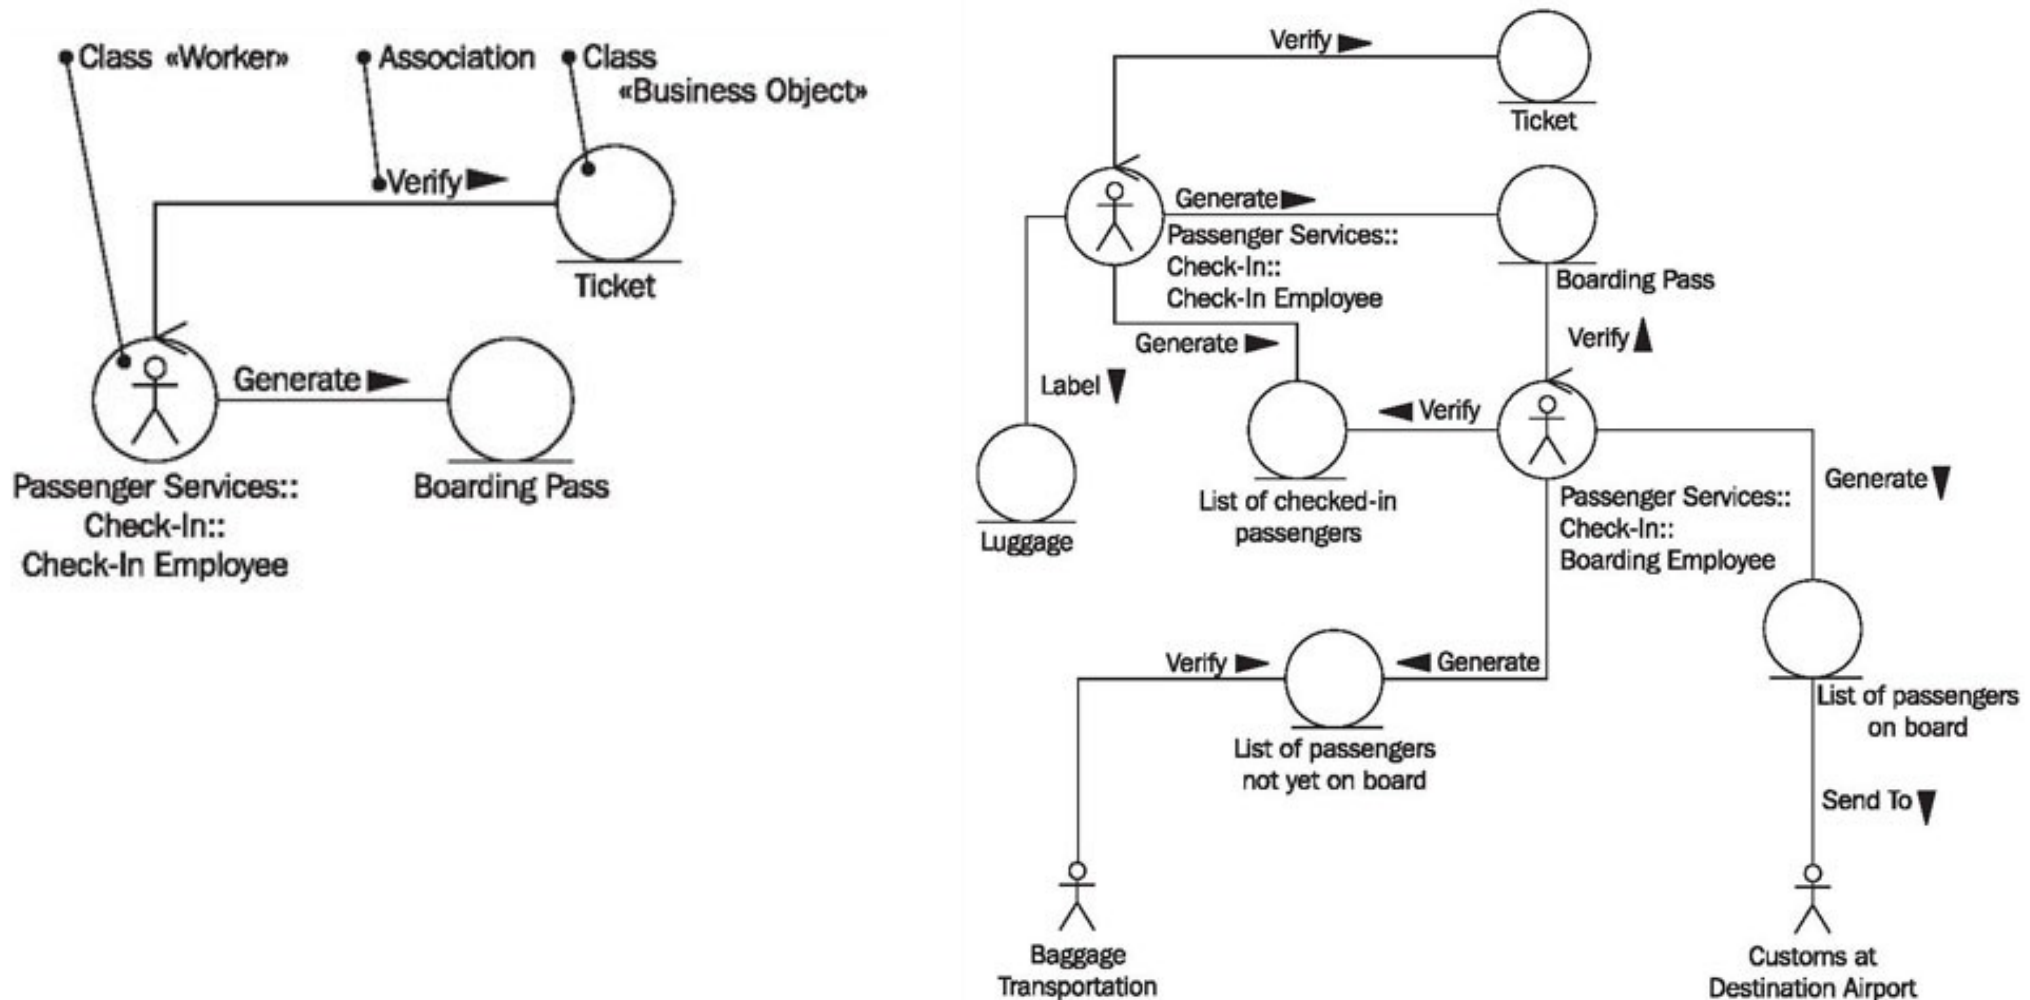 Class «Worker»
Association
Class
«Business Object»
Verify
Ticket
Generate
Passenger Services::
Check-In::
Check-In Employee
Boarding Pass
Verify
Ticket
Generate
Passenger Services::
Check-In::
Check-In Employee
Boarding Pass
Verify
Generate
Label
Verify
Luggage
List of checked-in
passengers
Passenger Services::
Check-In::
Boarding Employee
Generate
Verify
Generate
List of passengers
not yet on board
List of passengers
on board
Send To
Baggage
Transportation
Customs at
Destination Airport